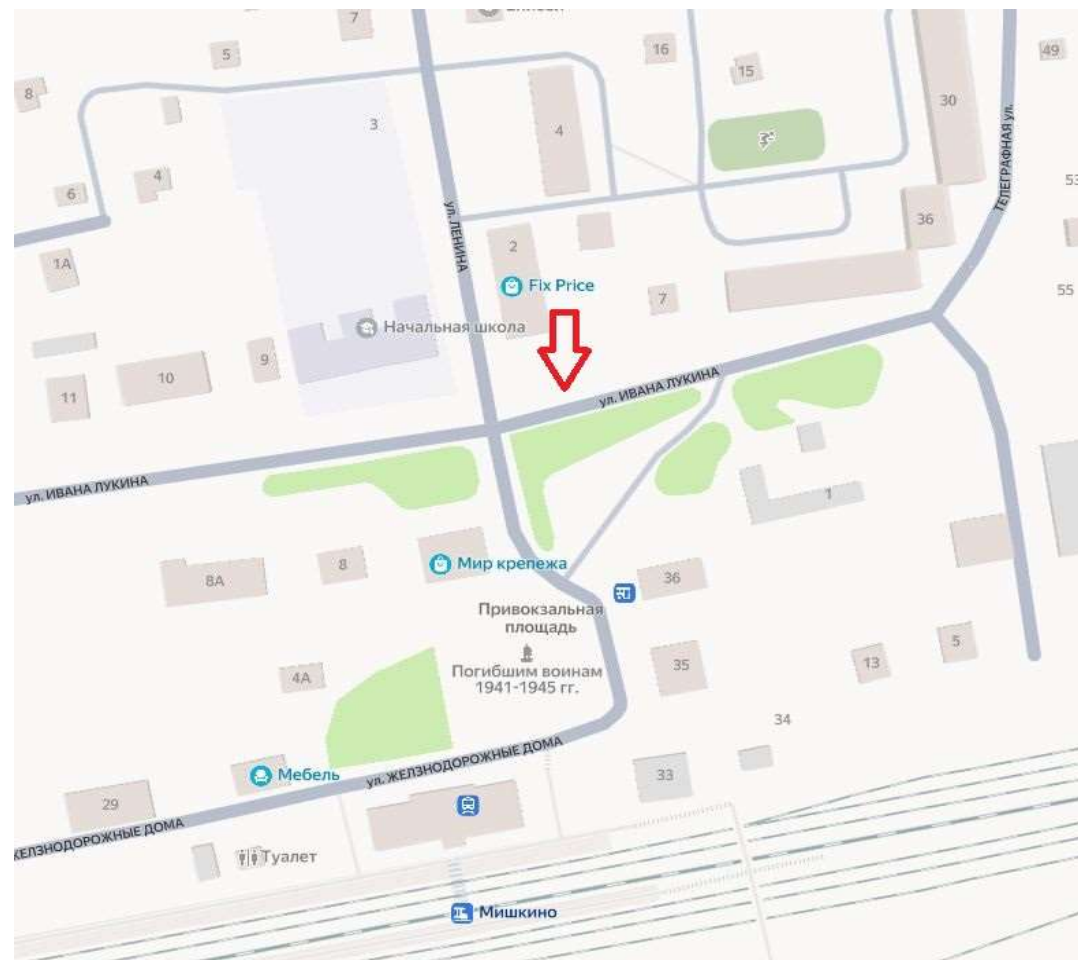 7
5
16
15
49
8
30
3
4
4
6
53
ТЕЛЕГРАФНАЯ ул.
ул. ЛЕНИНА
36
2
1А
Fix Price
55
7
Начальная школа
9
10
11
ул. ИВАНА ЛУКИНА
ул. ИВАНА ЛУКИНА
1
Мир крепежа
8
8А
36
Привокзальная
площадь
5
Погибшим воинам
1941-1945 гг.
35
13
4А
34
ул. ЖЕЛЗНОДОРОЖНЫЕ ДОМА
Мебель
33
29
ЖЕЛЗНОДОРОЖНЫЕ ДОМА
Туалет
Мишкино